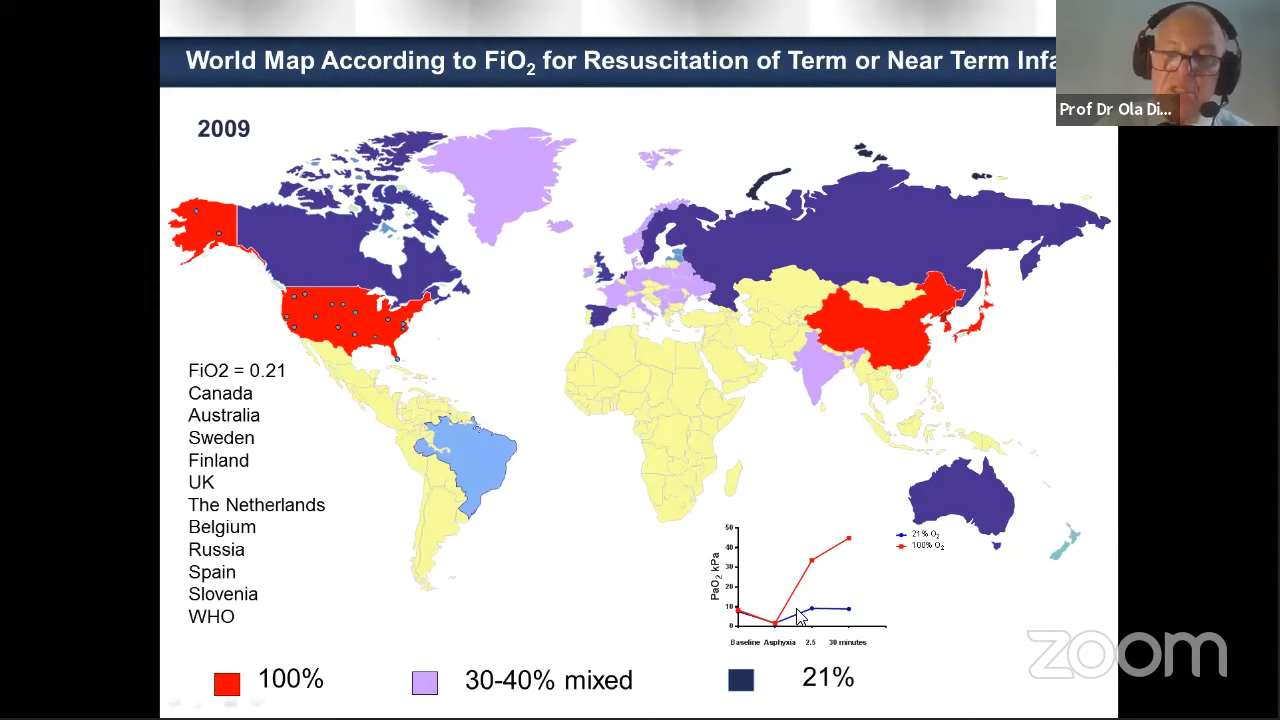 World Map According to FiO2 for Resuscitation of Term or Near Term Infa
Prof Dr Ola Di...
2009
FiO2 = 0.21
Canada
Australia
Sweden
Finland
UK
The Netherlands
Belgium
Russia
Spain
Slovenia
WHO
50
40
30
20
10
0
PaO2 kPa
Baseline Asphyxia 2.5 30 minutes
21% O2
100% O2
zoom
100% 30-40% mixed 21%